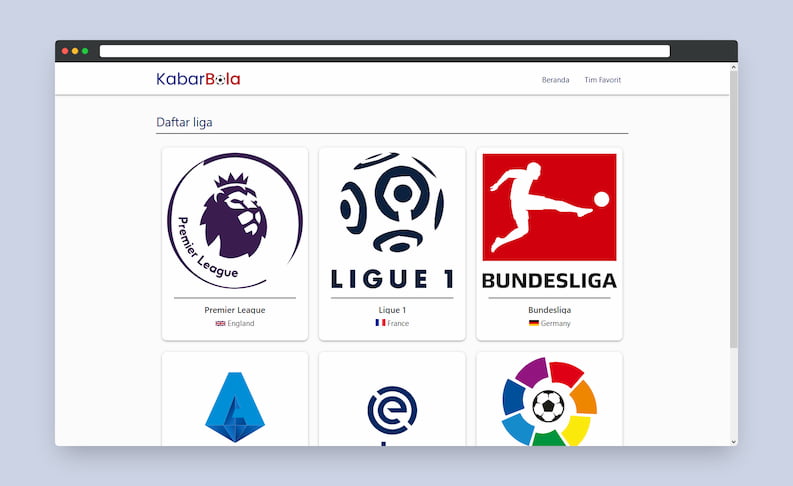 KabarBola
Beranda
Tim Favorit
Daftar liga
Premier League
LIGUE 1
BUNDESLIGA
Premier League
Ligue 1
Bundesliga
England
France
Germany